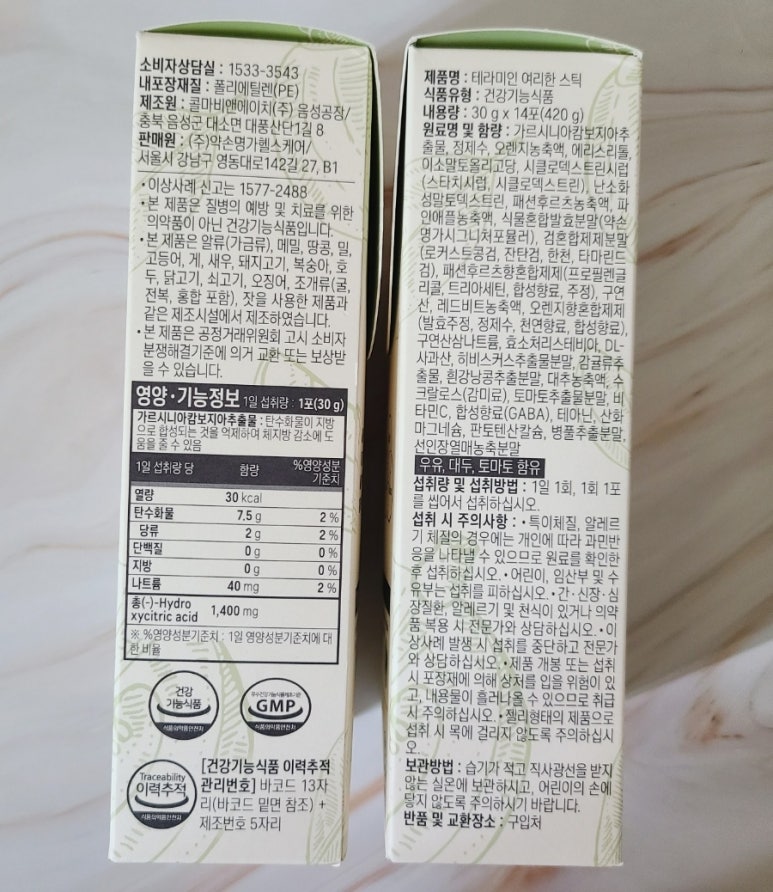 소비자상담실 : 1533-3543
내포장재질 : 폴리에틸렌(PE)
제조원 : 콜마비앤에이치(주) 음성공장/
충북 음성군 대소면 대풍산단1길 8
판매원 : (주)약손명가헬스케어/
서울시 강남구 영동대로142길 27, B1
•이상사례 신고는 1577-2488
•본 제품은 질병의 예방 및 치료를 위한
의약품이 아닌 건강기능식품입니다.
•본 제품은 알류(가금류), 메밀, 땅콩, 밀,
고등어, 게, 새우, 돼지고기, 복숭아, 호
두, 닭고기, 쇠고기, 오징어, 조개류(굴,
전복, 홍합 포함), 잣을 사용한 제품과
같은 제조시설에서 제조하였습니다.
•본 제품은 공정거래위원회 고시 소비자
분쟁해결기준에 의거 교환 또는 보상받
을 수 있습니다.
영양·기능정보 1일 섭취량 : 1포(30 g)
가르시니아캄보지아추출물 : 탄수화물이 지방
으로 합성되는 것을 억제하여 체지방 감소에 도
움을 줄 수 있음
1일 섭취량 당 함량 %영양성분
기준치
열량 30 kcal
탄수화물 7.5 g 2 %
당류 2 g 2 %
단백질 0 g 0 %
지방 0 g 0 %
나트륨 40 mg 2 %
총(-)-Hydro
xycitric acid 1,400 mg
※ %영양성분기준치 : 1일 영양성분기준치에 대
한 비율
건강
기능식품
식품의약품안전처
우수건강기능식품제조기준
GMP
식품의약품안전처
Traceability
이력추적
식품의약품안전처
[건강기능식품 이력추적
관리번호] 바코드 13자
리(바코드 밑면 참조) +
제조번호 5자리
제품명 : 테라미인 여리한 스틱
식품유형 : 건강기능식품
내용량 : 30 g x 14포(420 g)
원료명 및 함량 : 가르시니아캄보지아추
출물, 정제수, 오렌지농축액, 에리스리톨,
이소말토올리고당, 시클로덱스트린시럽
(스타치시럽, 시클로덱스트린), 난소화
성말토덱스트린, 패션후르츠농축액, 파
인애플농축액, 식물혼합발효분말(약손
명가시그니처포뮬러), 검혼합제제분말
(로커스트콩검, 잔탄검, 한천, 타마린드
검), 패션후르츠향혼합제제(프로필렌글
리콜, 트리아세틴, 합성향료, 주정), 구연
산, 레드비트농축액, 오렌지향혼합제제
(발효주정, 정제수, 천연향료, 합성향료),
구연산삼나트륨, 효소처리스테비아, DL-
사과산, 히비스커스추출물분말, 감귤류추
출물, 흰강낭콩추출분말, 대추농축액, 수
크랄로스(감미료), 토마토추출물분말, 비
타민C, 합성향료(GABA), 테아닌, 산화
마그네슘, 판토텐산칼슘, 병풀추출분말,
선인장열매농축분말
우유, 대두, 토마토 함유
섭취량 및 섭취방법 : 1일 1회, 1회 1포
를 씹어서 섭취하십시오.
섭취 시 주의사항 : •특이체질, 알레르
기 체질의 경우에는 개인에 따라 과민반
응을 나타낼 수 있으므로 원료를 확인한
후 섭취하십시오. •어린이, 임산부 및 수
유부는 섭취를 피하십시오. •간·신장·심
장질환, 알레르기 및 천식이 있거나 의약
품 복용 시 전문가와 상담하십시오. •이
상사례 발생 시 섭취를 중단하고 전문가
와 상담하십시오. •제품 개봉 또는 섭취
시 포장재에 의해 상처를 입을 위험이 있
고, 내용물이 흘러나올 수 있으므로 취급
시 주의하십시오. •젤리형태의 제품으로
섭취 시 목에 걸리지 않도록 주의하십시
오.
보관방법 : 습기가 적고 직사광선을 받지
않는 실온에 보관하시고, 어린이의 손에
닿지 않도록 주의하시기 바랍니다.
반품 및 교환장소 : 구입처